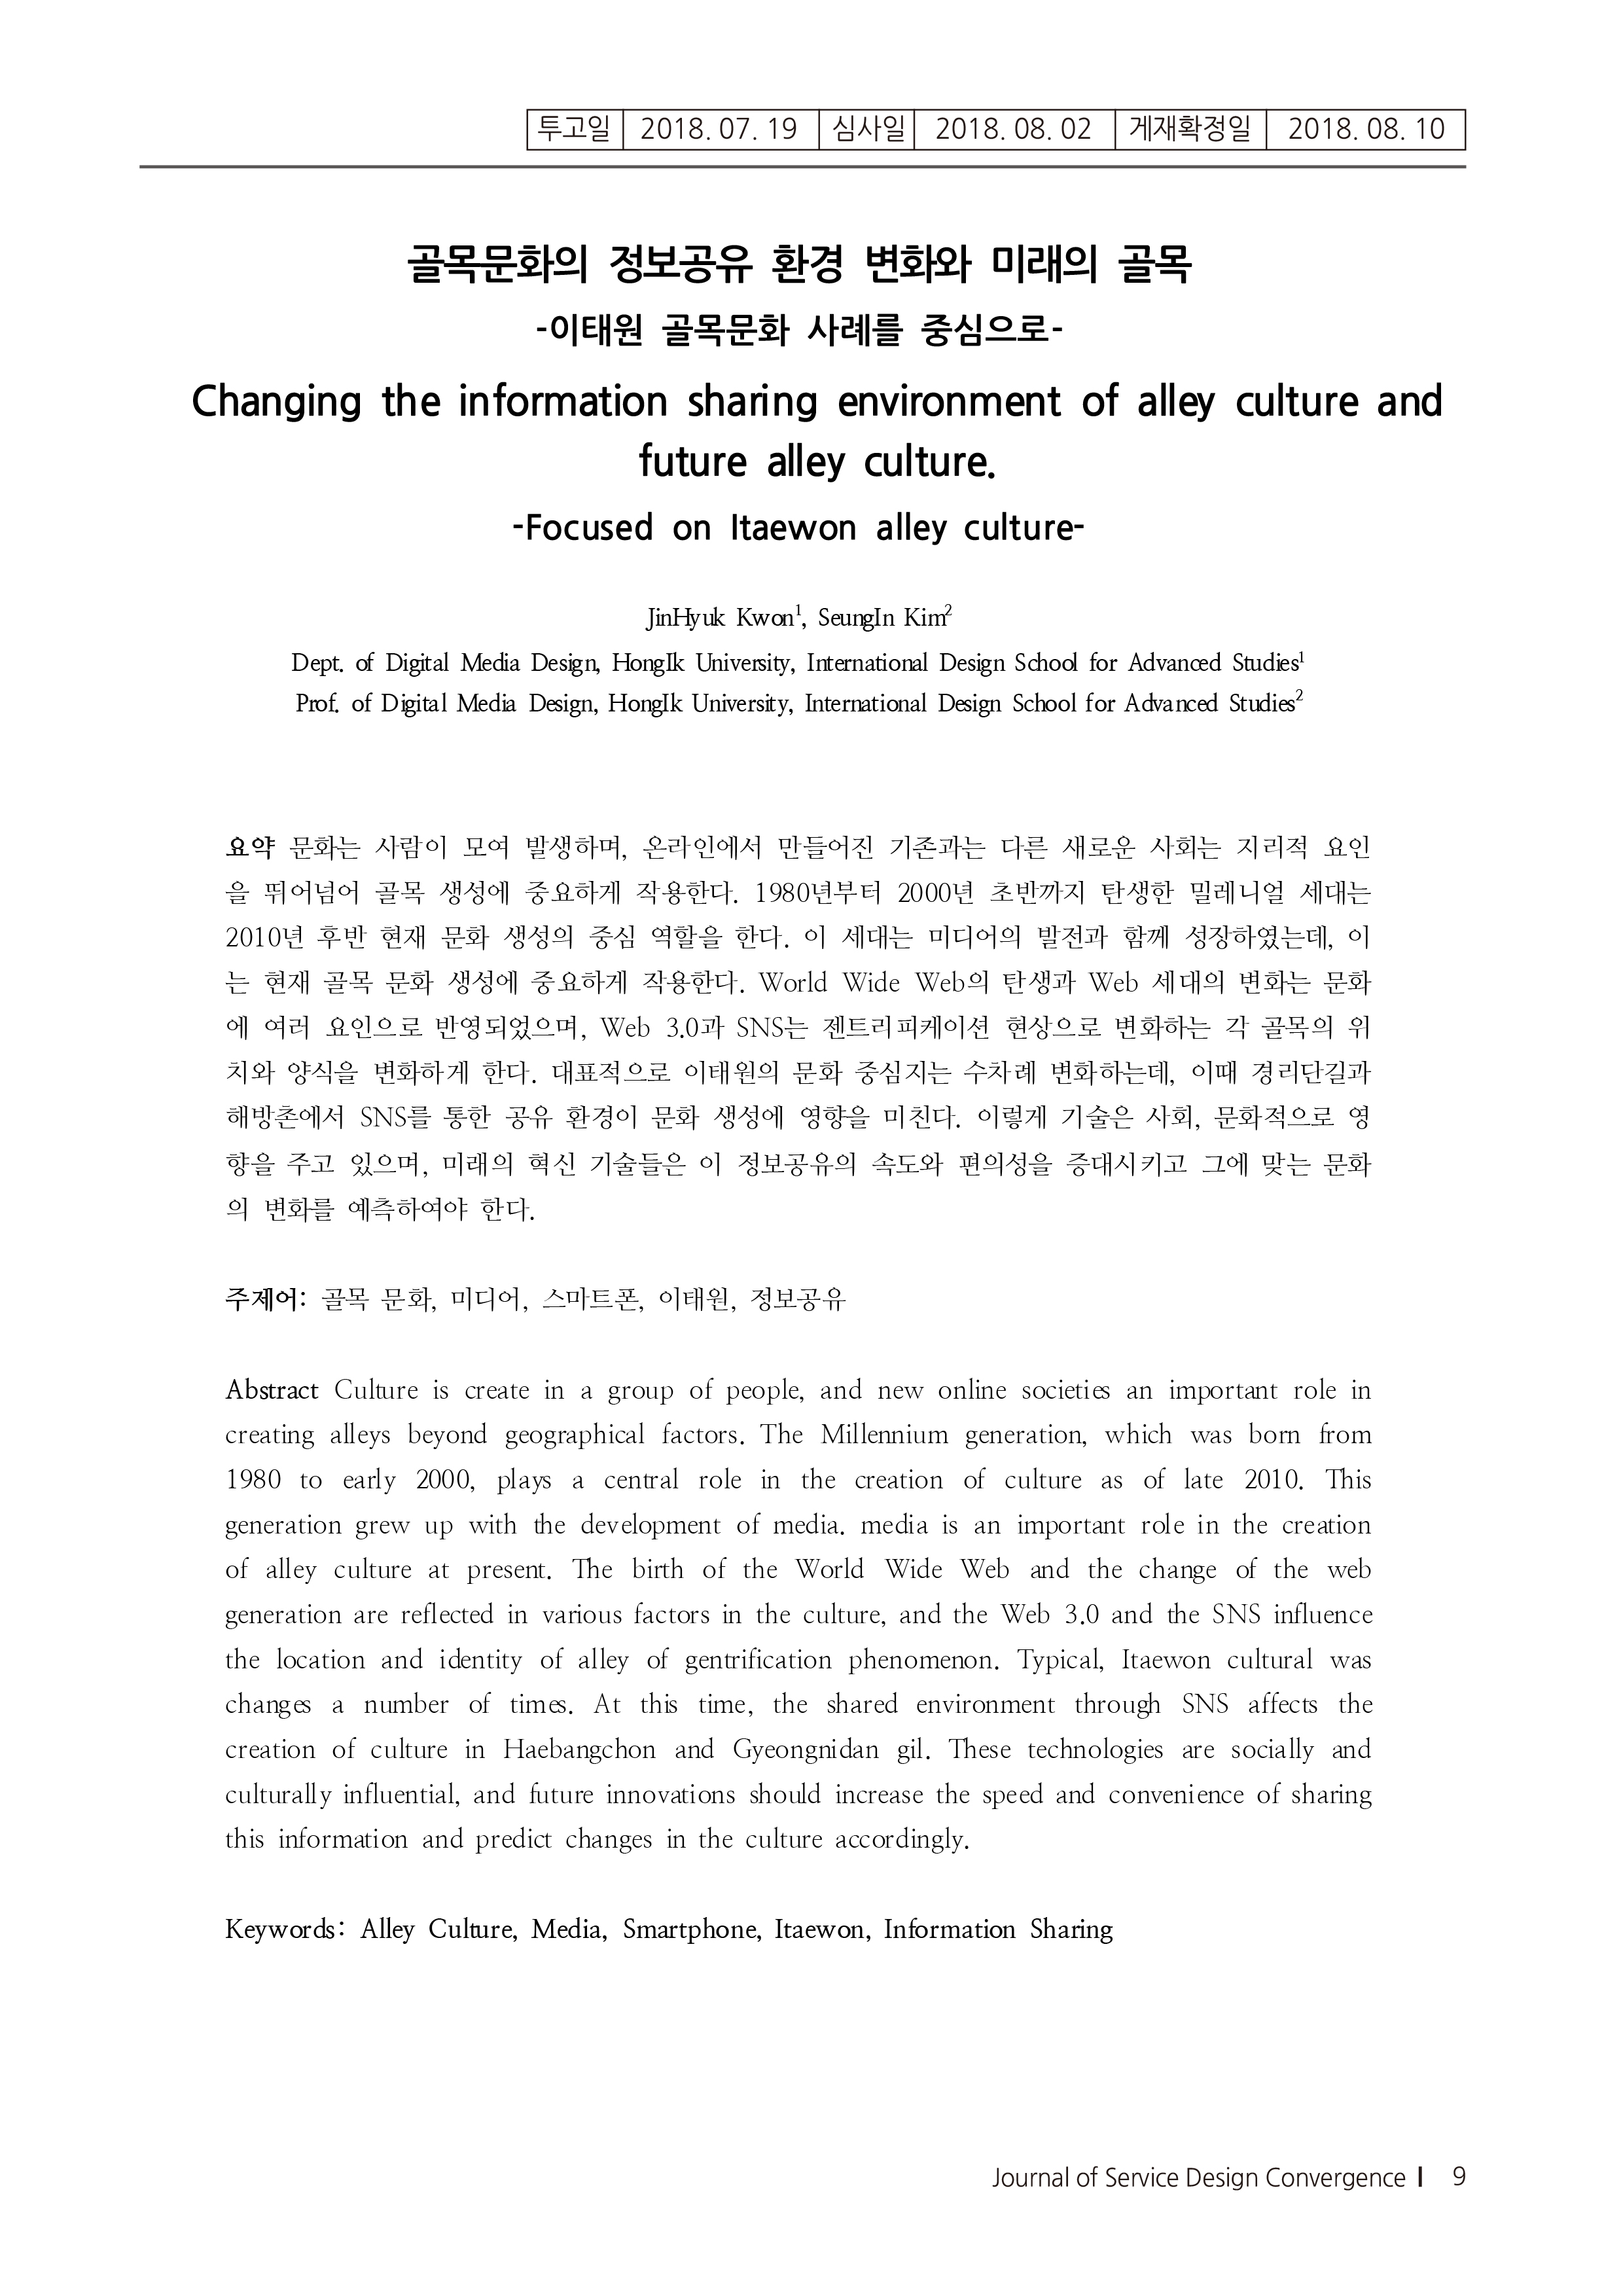 투고일 2018. 07. 19 심사일 2018. 08. 02 게재확정일 2018. 08. 10
골목문화의 정보공유 환경 변화와 미래의 골목
-이태원 골목문화 사례를 중심으로-
Changing the information sharing environment of alley culture and
future alley culture.
-Focused on Itaewon alley culture-
JinHyuk Kwon¹, SeungIn Kim²
Dept. of Digital Media Design, HongIk University, International Design School for Advanced Studies¹
Prof. of Digital Media Design, HongIk University, International Design School for Advanced Studies²
요약 문화는 사람이 모여 발생하며, 온라인에서 만들어진 기존과는 다른 새로운 사회는 지리적 요인
을 뛰어넘어 골목 생성에 중요하게 작용한다. 1980년부터 2000년 초반까지 탄생한 밀레니얼 세대는
2010년 후반 현재 문화 생성의 중심 역할을 한다. 이 세대는 미디어의 발전과 함께 성장하였는데, 이
는 현재 골목 문화 생성에 중요하게 작용한다. World Wide Web의 탄생과 Web 세대의 변화는 문화
에 여러 요인으로 반영되었으며, Web 3.0과 SNS는 젠트리피케이션 현상으로 변화하는 각 골목의 위
치와 양식을 변화하게 한다. 대표적으로 이태원의 문화 중심지는 수차례 변화하는데, 이때 경리단길과
해방촌에서 SNS를 통한 공유 환경이 문화 생성에 영향을 미친다. 이렇게 기술은 사회, 문화적으로 영
향을 주고 있으며, 미래의 혁신 기술들은 이 정보공유의 속도와 편의성을 증대시키고 그에 맞는 문화
의 변화를 예측하여야 한다.
주제어: 골목 문화, 미디어, 스마트폰, 이태원, 정보공유
Abstract Culture is create in a group of people, and new online societies an important role in
creating alleys beyond geographical factors. The Millennium generation, which was born from
1980 to early 2000, plays a central role in the creation of culture as of late 2010. This
generation grew up with the development of media. media is an important role in the creation
of alley culture at present. The birth of the World Wide Web and the change of the web
generation are reflected in various factors in the culture, and the Web 3.0 and the SNS influence
the location and identity of alley of gentrification phenomenon. Typical, Itaewon cultural was
changes a number of times. At this time, the shared environment through SNS affects the
creation of culture in Haebangchon and Gyeongnidan gil. These technologies are socially and
culturally influential, and future innovations should increase the speed and convenience of sharing
this information and predict changes in the culture accordingly.
Keywords: Alley Culture, Media, Smartphone, Itaewon, Information Sharing
Journal of Service Design Convergence | 9